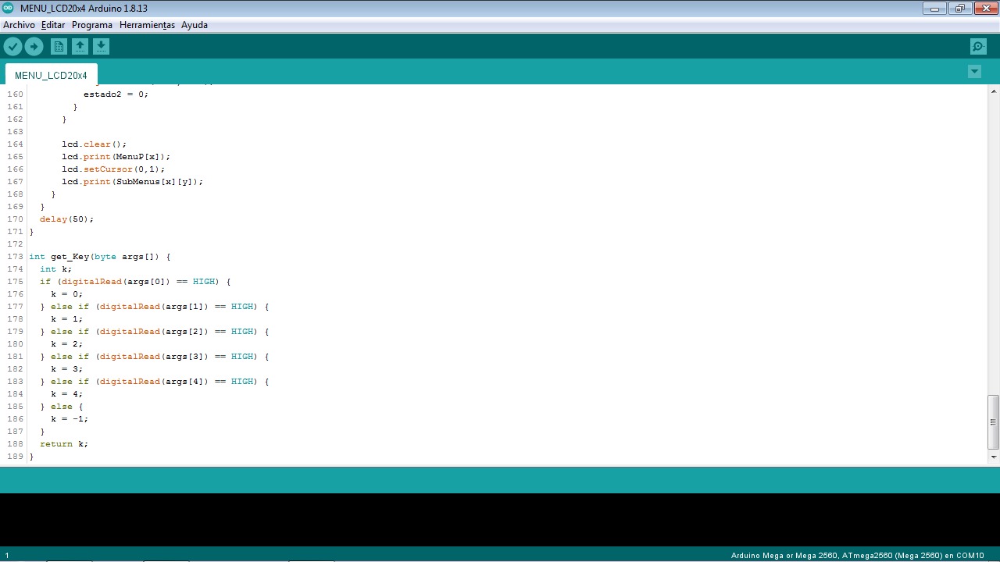 MENU_LCD20x4 Arduino 1.8.13
Archivo Editar Programa Herramientas Ayuda
MENU_LCD20x4
160 estado2 = 0;
161 }
162 }
163
164 lcd.clear();
165 lcd.print(MenuP[x]);
166 lcd.setCursor(0,1);
167 lcd.print(SubMenus[x][y]);
168 }
169 }
170 delay(50);
171 }
172
173 int get_Key(byte args[]) {
174 int k;
175 if (digitalRead(args[0]) == HIGH) {
176 k = 0;
177 } else if (digitalRead(args[1]) == HIGH) {
178 k = 1;
179 } else if (digitalRead(args[2]) == HIGH) {
180 k = 2;
181 } else if (digitalRead(args[3]) == HIGH) {
182 k = 3;
183 } else if (digitalRead(args[4]) == HIGH) {
184 k = 4;
185 } else {
186 k = -1;
187 }
188 return k;
189 }
1 Arduino Mega or Mega 2560, ATmega2560 (Mega 2560) en COM10